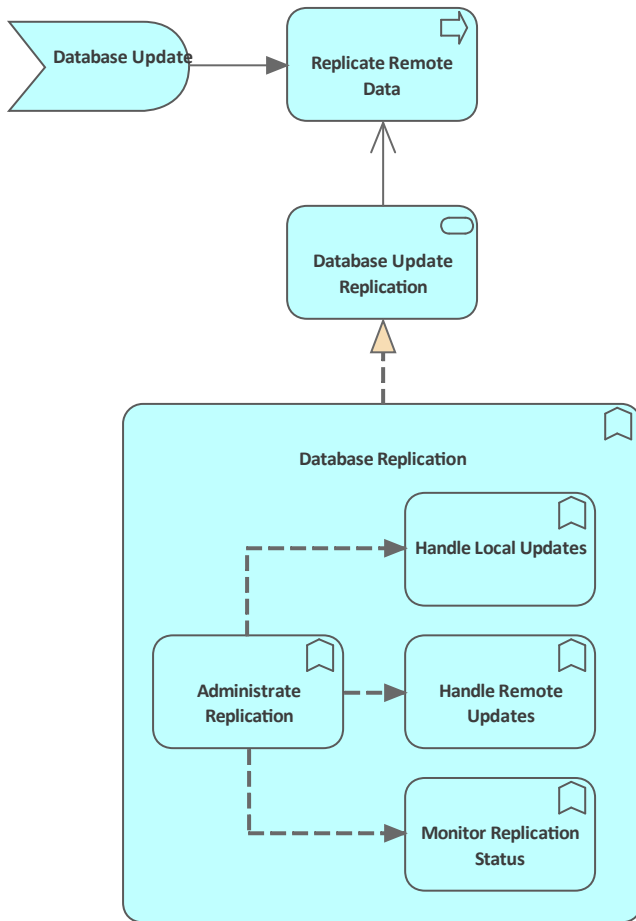 Database Update
Replicate Remote
Data
Database Update
Replication
Database Replication
Handle Local Updates
Administrate
Replication
Handle Remote
Updates
Monitor Replication
Status